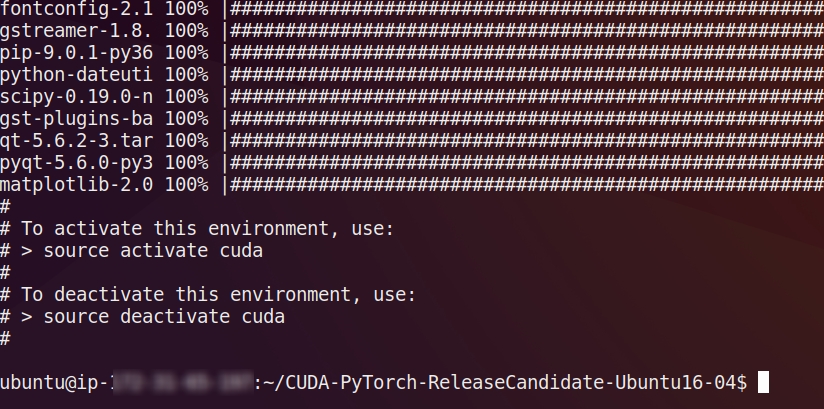 fontconfig-2.1 100% |######################################################
gstreamer-1.8. 100% |######################################################
pip-9.0.1-py36 100% |######################################################
python-dateuti 100% |######################################################
scipy-0.19.0-n 100% |######################################################
gst-plugins-ba 100% |######################################################
qt-5.6.2-3.tar 100% |######################################################
pyqt-5.6.0-py3 100% |######################################################
matplotlib-2.0 100% |######################################################
#
# To activate this environment, use:
# > source activate cuda
#
# To deactivate this environment, use:
# > source deactivate cuda
#
ubuntu@ip- :~/CUDA-PyTorch-ReleaseCandidate-Ubuntu16-04$